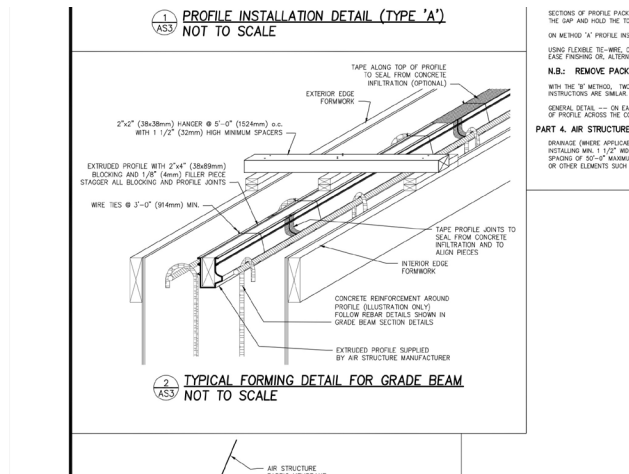 1
AS3
PROFILE INSTALLATION DETAIL (TYPE 'A')
NOT TO SCALE
TAPE ALONG TOP OF PROFILE
TO SEAL FROM CONCRETE
INFILTRATION (OPTIONAL)
EXTERIOR EDGE
FORMWORK
2"x2" (38x38mm) HANGER @ 5'-0" (1524mm) o.c.
WITH 1 1/2" (32mm) HIGH MINIMUM SPACERS
EXTRUDED PROFILE WITH 2"x4" (38x89mm)
BLOCKING AND 1/8" (4mm) FILLER PIECE
STAGGER ALL BLOCKING AND PROFILE JOINTS
WIRE TIES @ 3'-0" (914mm) MIN.
TAPE PROFILE JOINTS TO
SEAL FROM CONCRETE
INFILTRATION AND TO
ALIGN PIECES
INTERIOR EDGE
FORMWORK
CONCRETE REINFORCEMENT AROUND
PROFILE (ILLUSTRATION ONLY)
FOLLOW REBAR DETAILS SHOWN IN
GRADE BEAM SECTION DETAILS
EXTRUDED PROFILE SUPPLIED
BY AIR STRUCTURE MANUFACTURER
2
AS3
TYPICAL FORMING DETAIL FOR GRADE BEAM
NOT TO SCALE
AIR STRUCTURE
SECTIONS OF PROFILE PACK
THE GAP AND HOLD THE TO
ON METHOD 'A' PROFILE INS
USING FLEXIBLE TIE-WIRE,
EASE FINISHING OR, ALTERN
N.B.: REMOVE PACK
WITH THE 'B' METHOD, TWO
INSTRUCTIONS ARE SIMILAR.
GENERAL DETAIL -- ON EA
OF PROFILE ACROSS THE CO
PART 4. AIR STRUCTURE
DRAINAGE (WHERE APPLICAE
INSTALLING MIN. 1 1/2" WID
SPACING OF 50'-0" MAXIMU
OR OTHER ELEMENTS SUCH